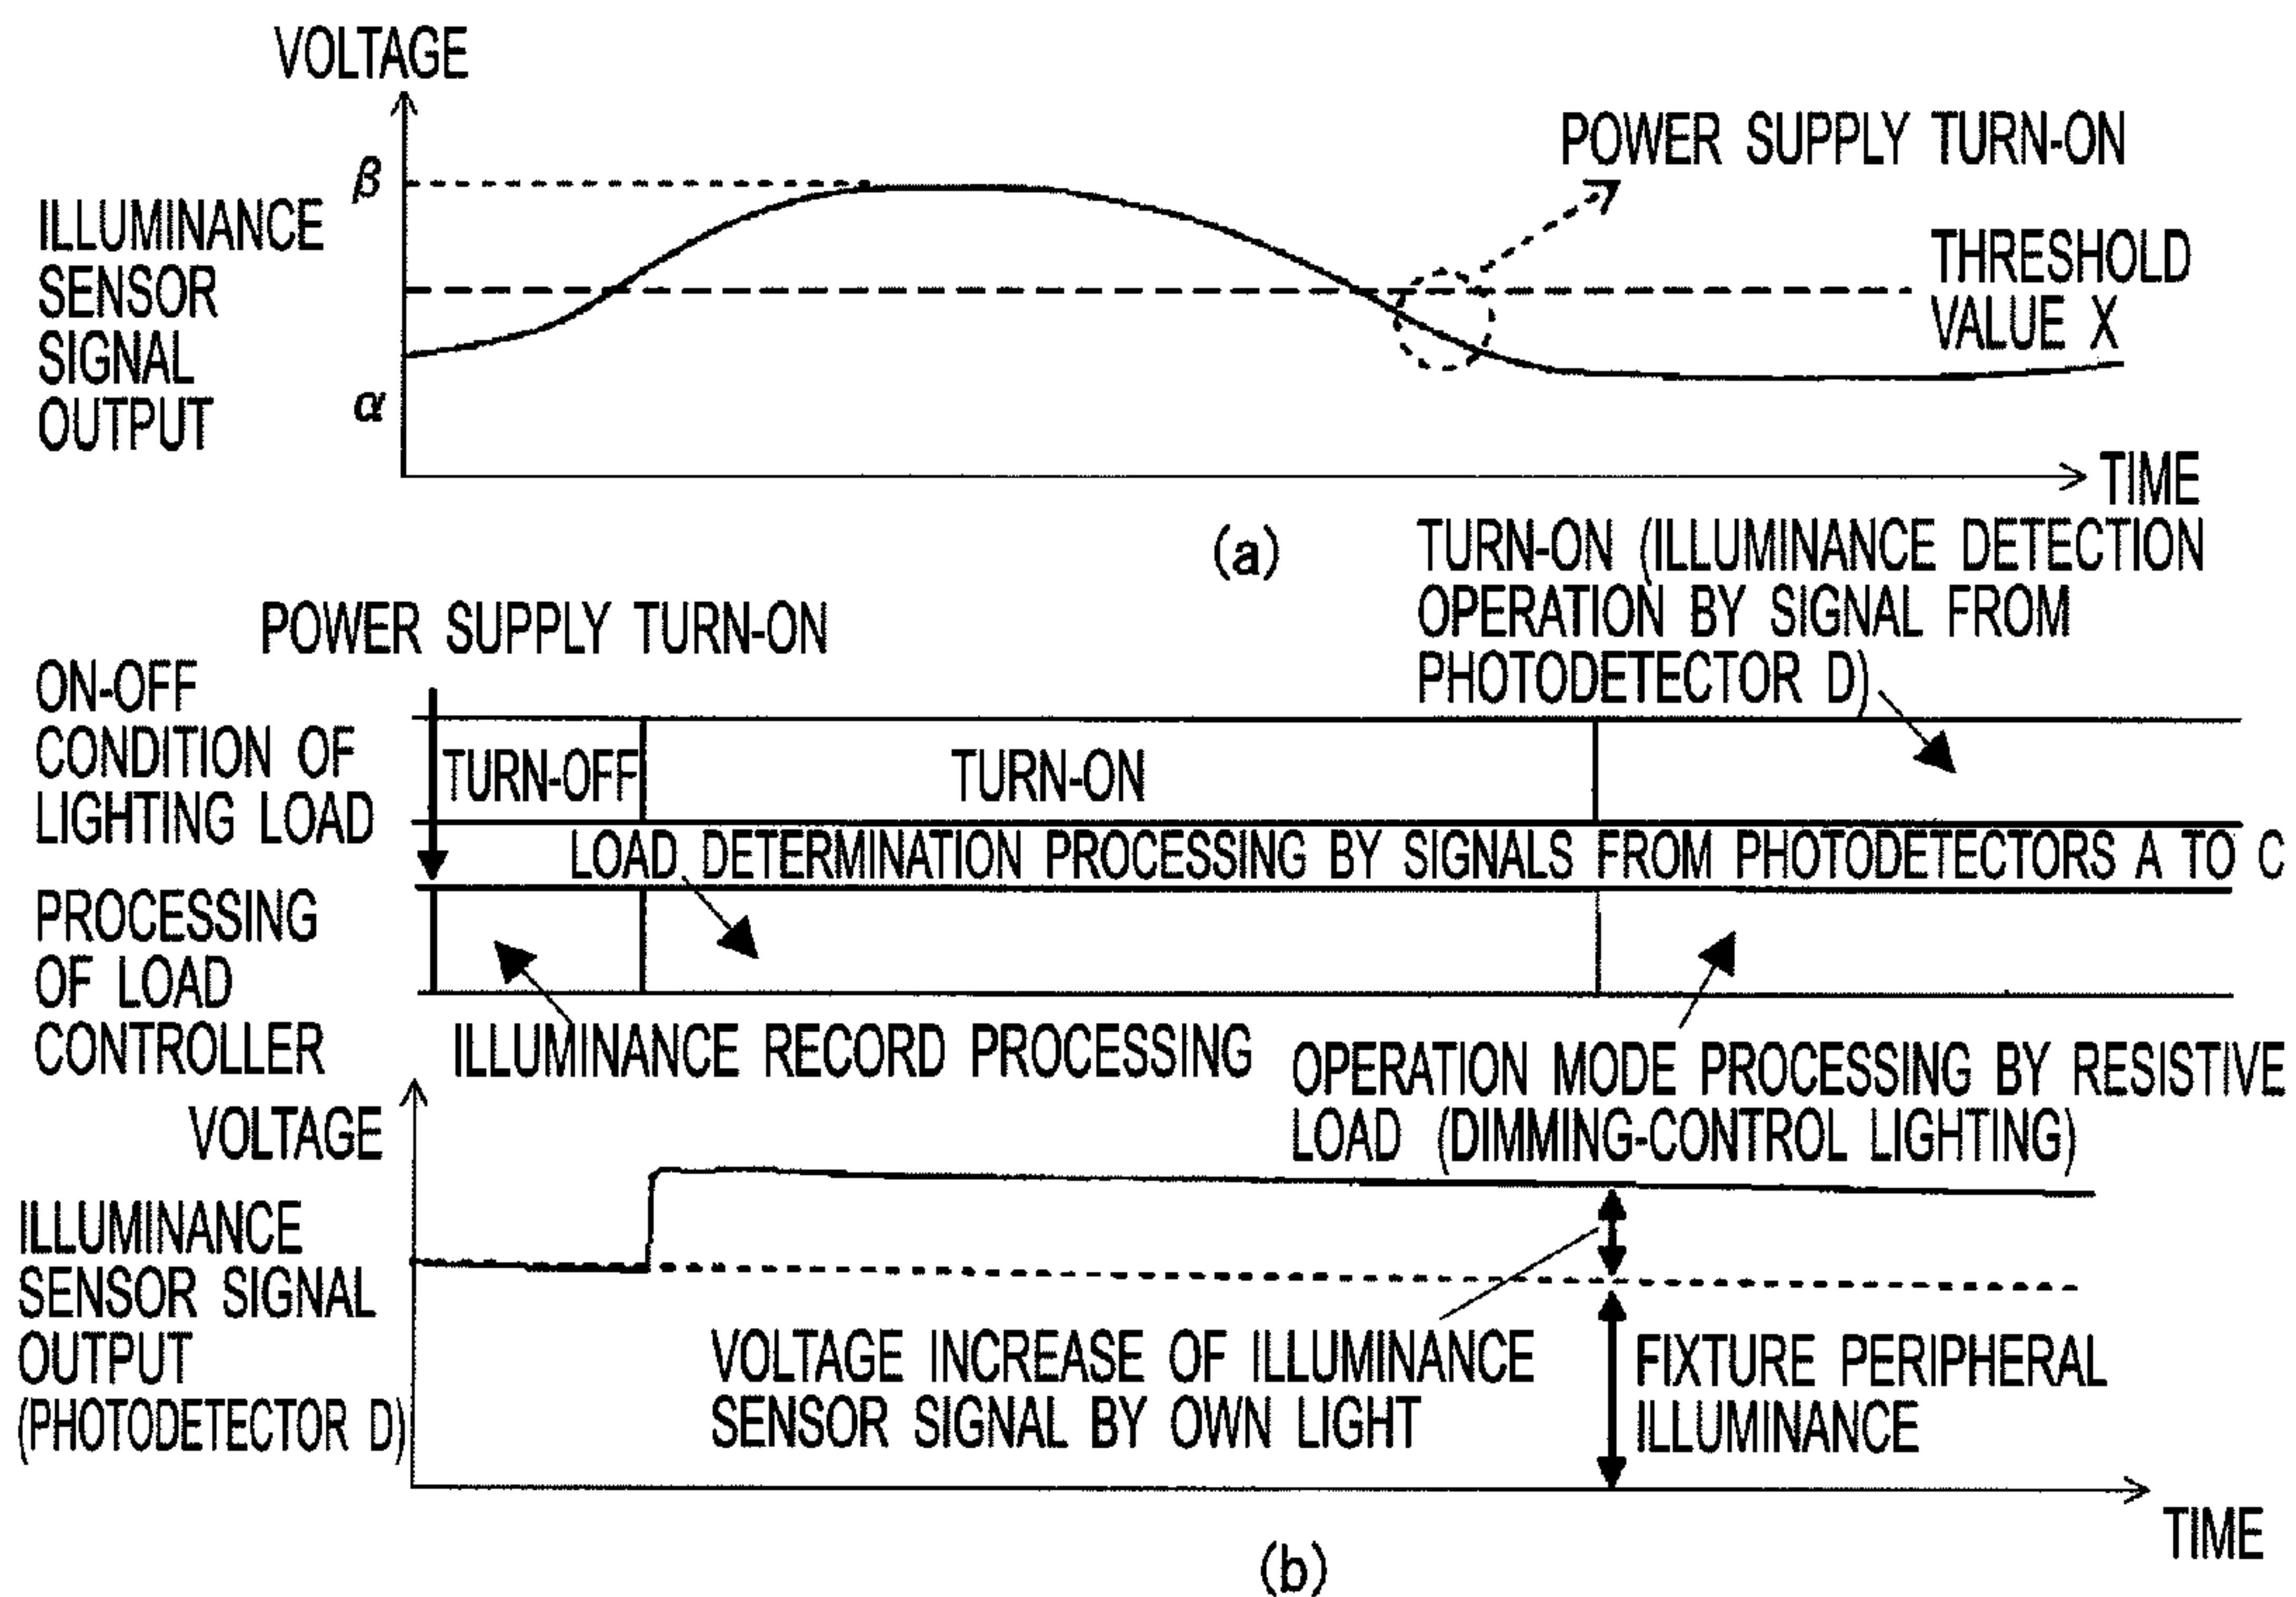 VOLTAGE
β
ILLUMINANCE
SENSOR
SIGNAL
OUTPUT
α
POWER SUPPLY TURN-ON
THRESHOLD
VALUE X
TIME
(a)
TURN-ON (ILLUMINANCE DETECTION
OPERATION BY SIGNAL FROM
PHOTODETECTOR D)
POWER SUPPLY TURN-ON
ON-OFF
CONDITION OF
LIGHTING LOAD
TURN-OFF
TURN-ON
LOAD DETERMINATION PROCESSING BY SIGNALS FROM PHOTODETECTORS A TO C
PROCESSING
OF LOAD
CONTROLLER
ILLUMINANCE RECORD PROCESSING
OPERATION MODE PROCESSING BY RESISTIVE
LOAD (DIMMING-CONTROL LIGHTING)
VOLTAGE
ILLUMINANCE
SENSOR SIGNAL
OUTPUT
(PHOTODETECTOR D)
VOLTAGE INCREASE OF ILLUMINANCE
SENSOR SIGNAL BY OWN LIGHT
FIXTURE PERIPHERAL
ILLUMINANCE
TIME
(b)